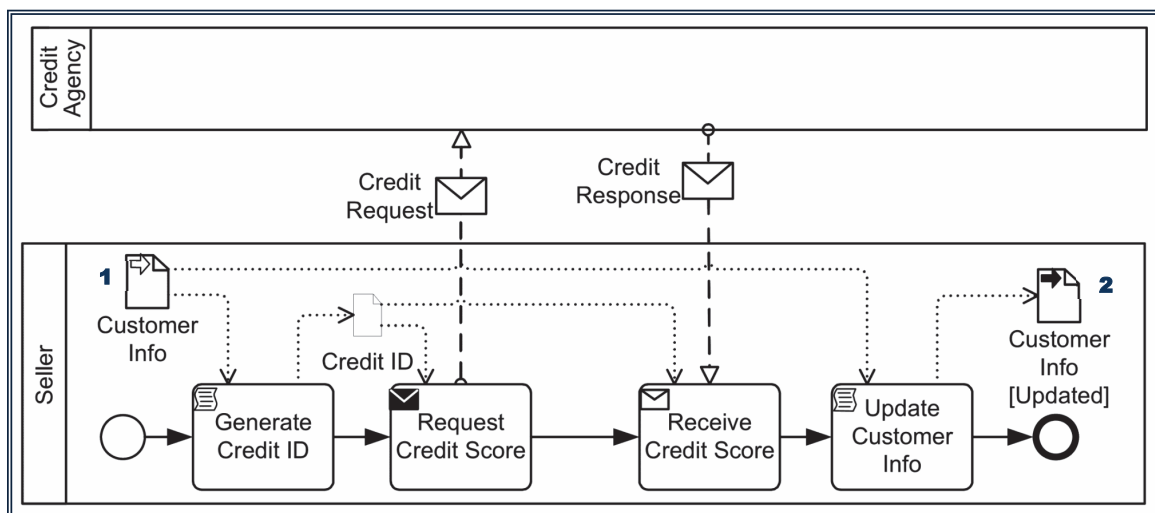 Credit
Agency
Credit
Request
Credit
Response
Seller
1
Customer
Info
Credit ID
2
Customer
Info
[Updated]
Generate
Credit ID
Request
Credit Score
Receive
Credit Score
Update
Customer
Info